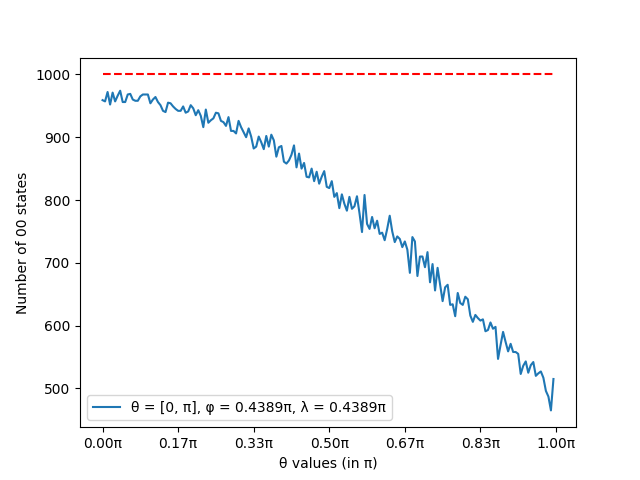 1000
900
800
700
600
500
Number of 00 states
θ = [0, π], φ = 0.4389π, λ = 0.4389π
0.00π 0.17π 0.33π 0.50π 0.67π 0.83π 1.00π
θ values (in π)